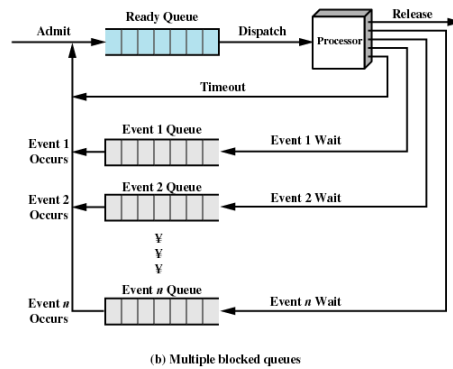 Ready Queue
Release
Admit
Dispatch
Processor
Timeout
Event 1 Queue
Event 1 Wait
Event 1
Occurs
Event 2 Queue
Event 2 Wait
Event 2
Occurs
¥
¥
¥
Event n Queue
Event n Wait
Event n
Occurs
(b) Multiple blocked queues